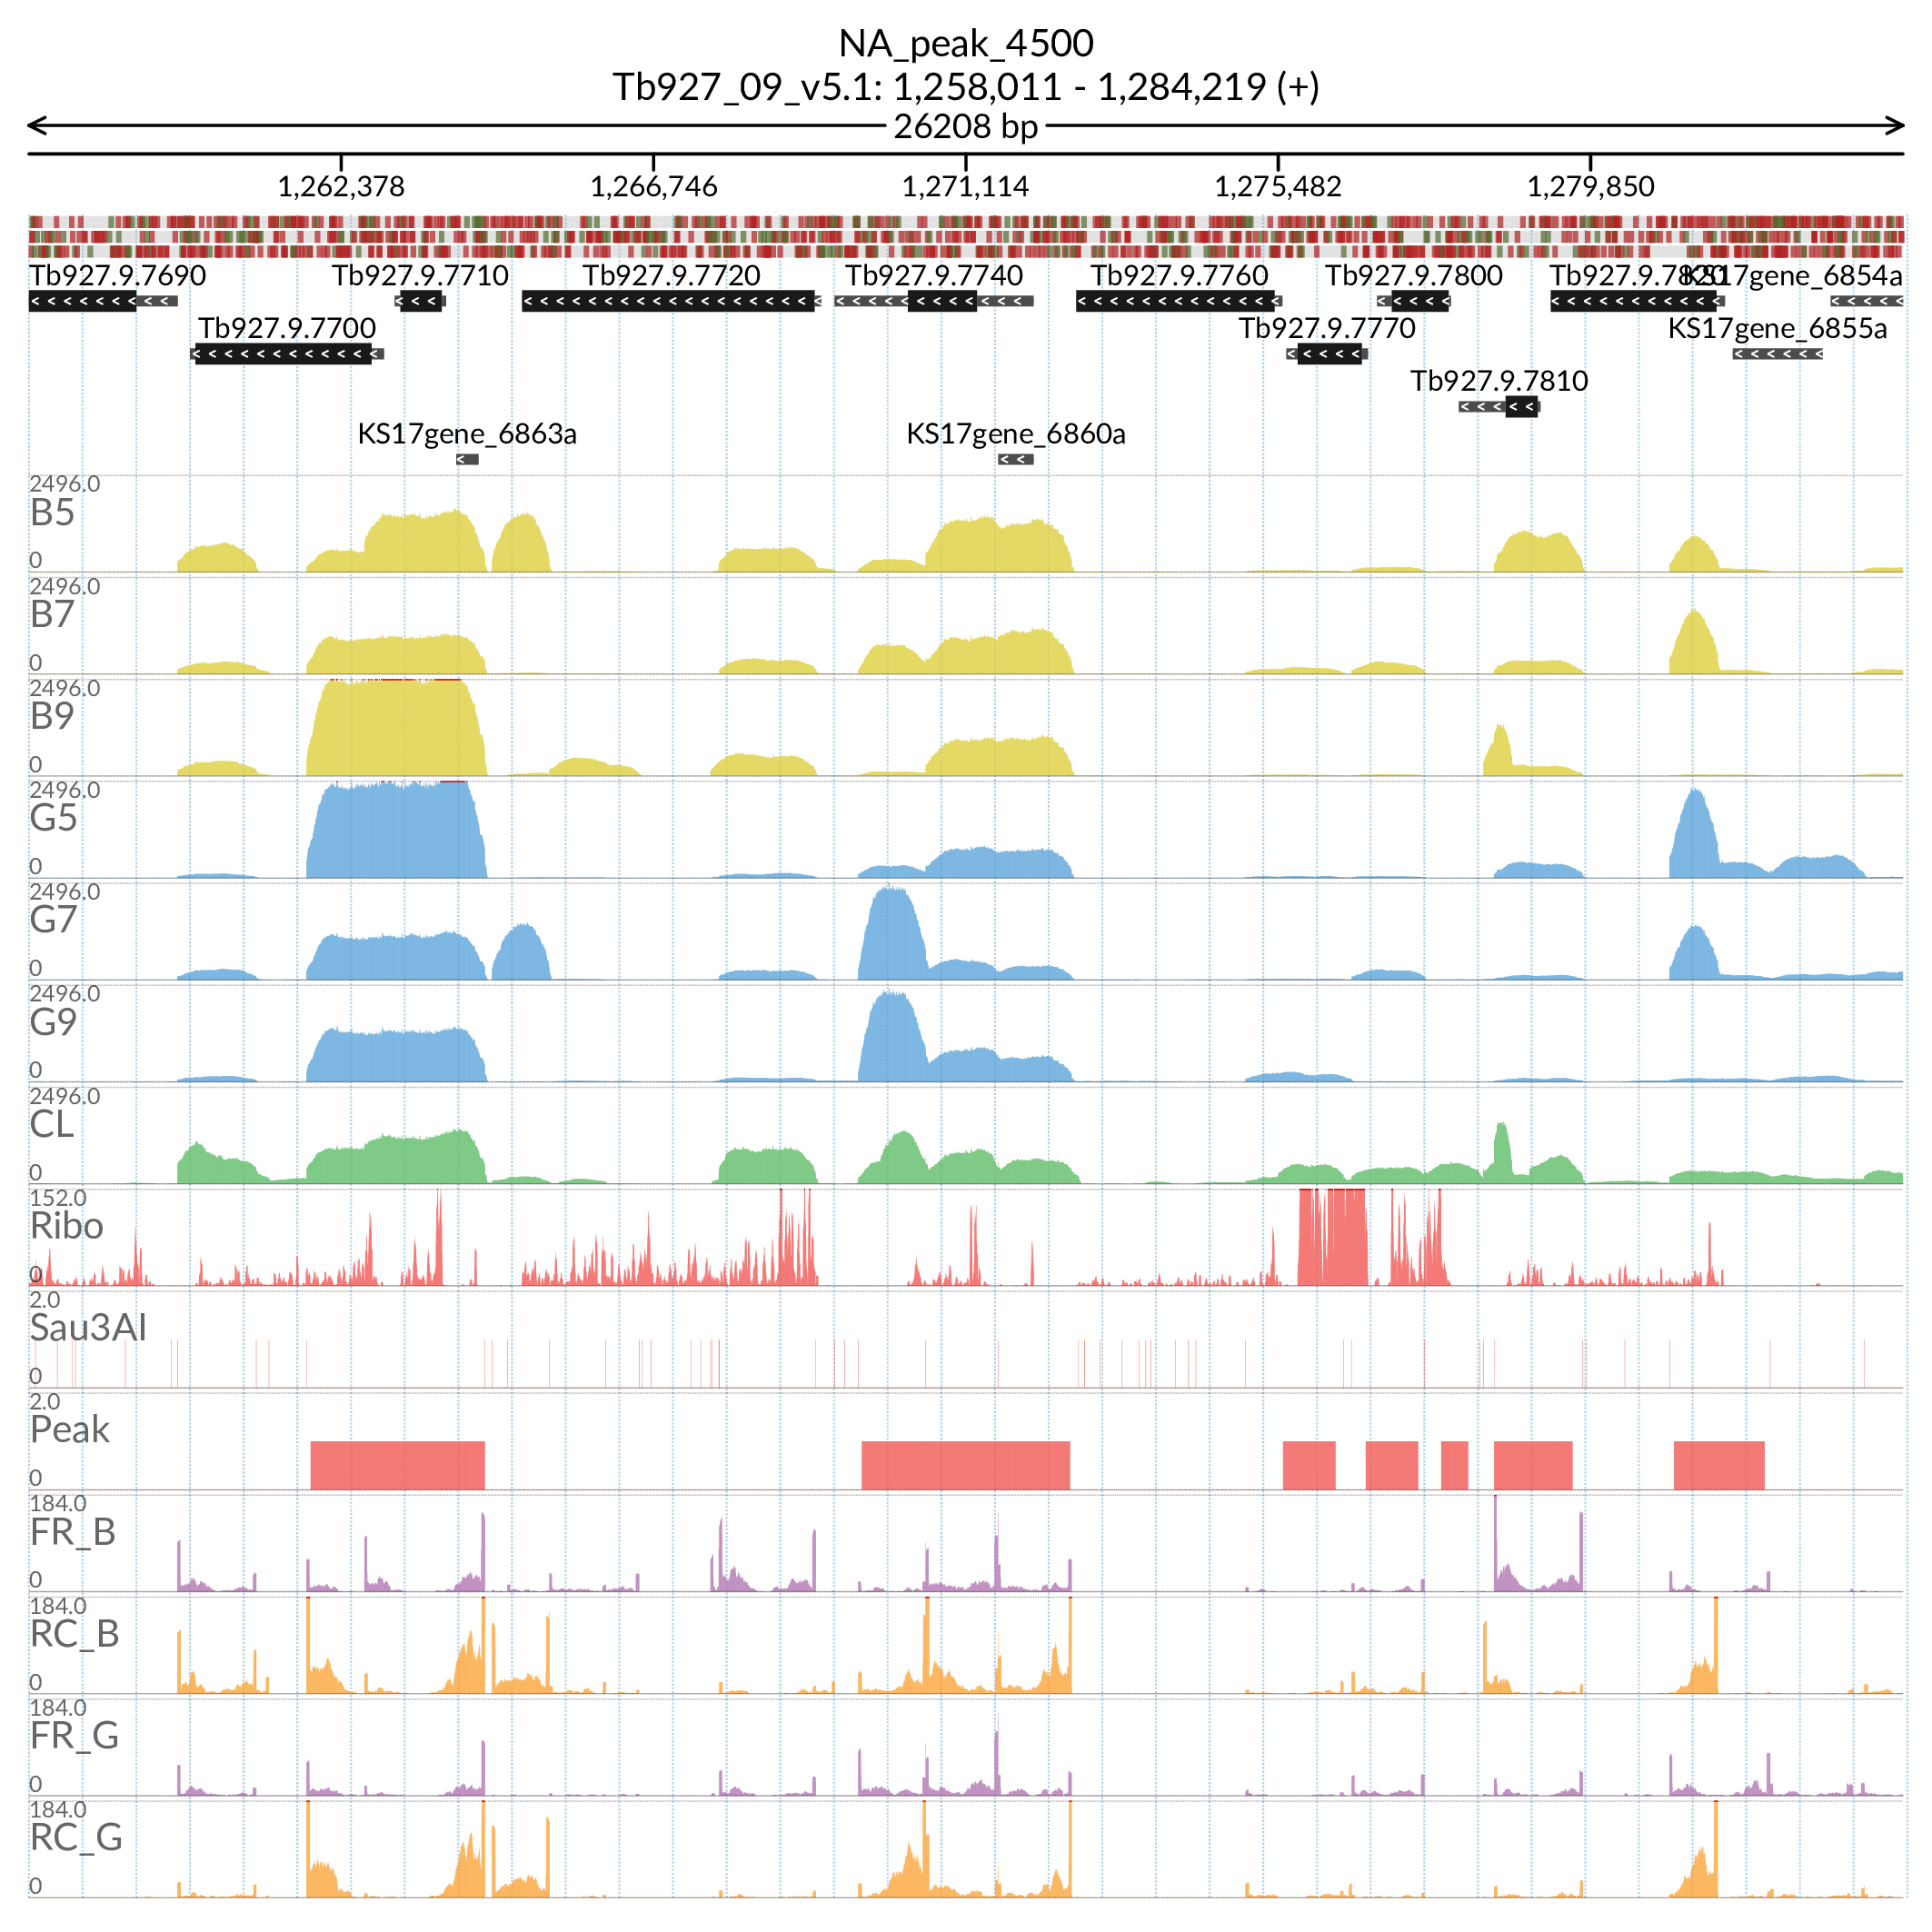 NA_peak_4500
Tb927_09_v5.1: 1,258,011 - 1,284,219 (+)
26208 bp
1,262,378 1,266,746 1,271,114 1,275,482 1,279,850
Tb927.9.7690 Tb927.9.7710 Tb927.9.7720 Tb927.9.7740 Tb927.9.7760 Tb927.9.7800 Tb927.9.7820 KS17gene_6854a
Tb927.9.7700 Tb927.9.7770 KS17gene_6855a
Tb927.9.7810
KS17gene_6863a KS17gene_6860a
2496.0
B5
0
2496.0
B7
0
2496.0
B9
0
2496.0
G5
0
2496.0
G7
0
2496.0
G9
0
2496.0
CL
0
152.0
Ribo
0
2.0
Sau3AI
0
2.0
Peak
0
184.0
FR_B
0
184.0
RC_B
0
184.0
FR_G
0
184.0
RC_G
0